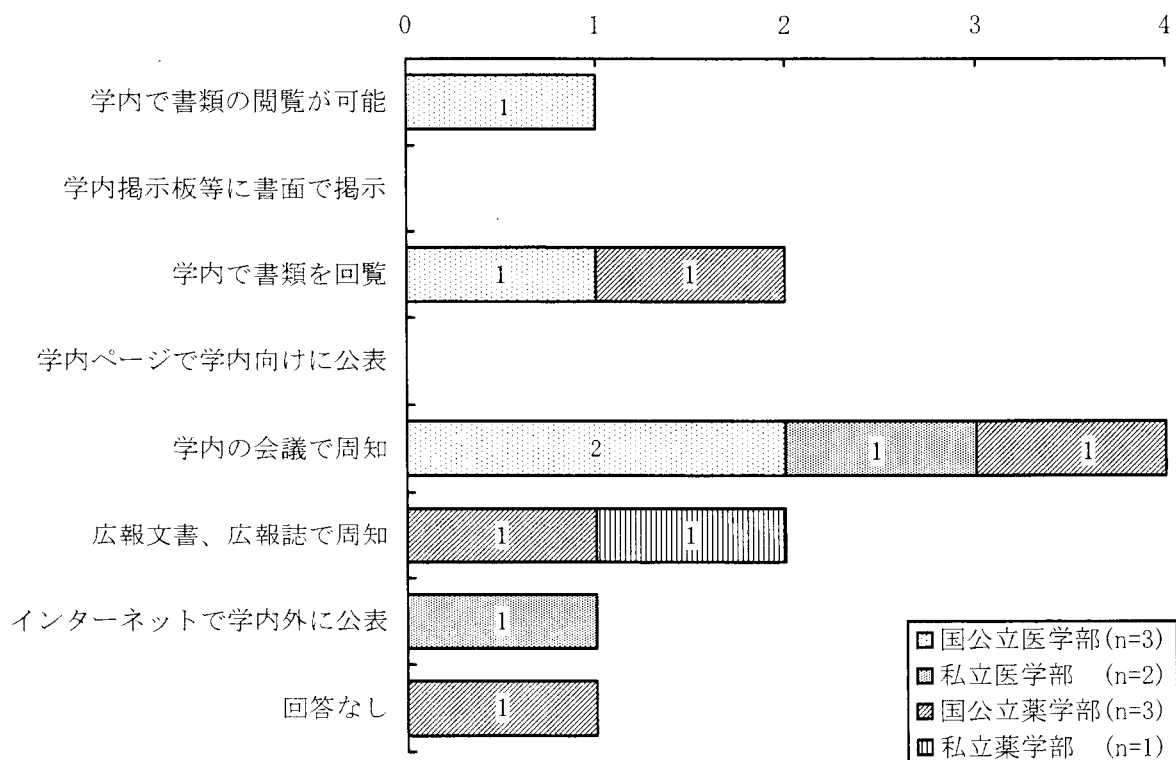 0 1 2 3 4
学内で書類の閲覧が可能 1
学内掲示板等に書面で掲示
学内で書類を回覧 1 1
学内ページで学内向けに公表
学内の会議で周知 2 1 1
広報文書、広報誌で周知 1 1
インターネットで学内外に公表 1
回答なし 1
国公立医学部(n=3)
私立医学部 (n=2)
国公立薬学部(n=3)
私立薬学部 (n=1)